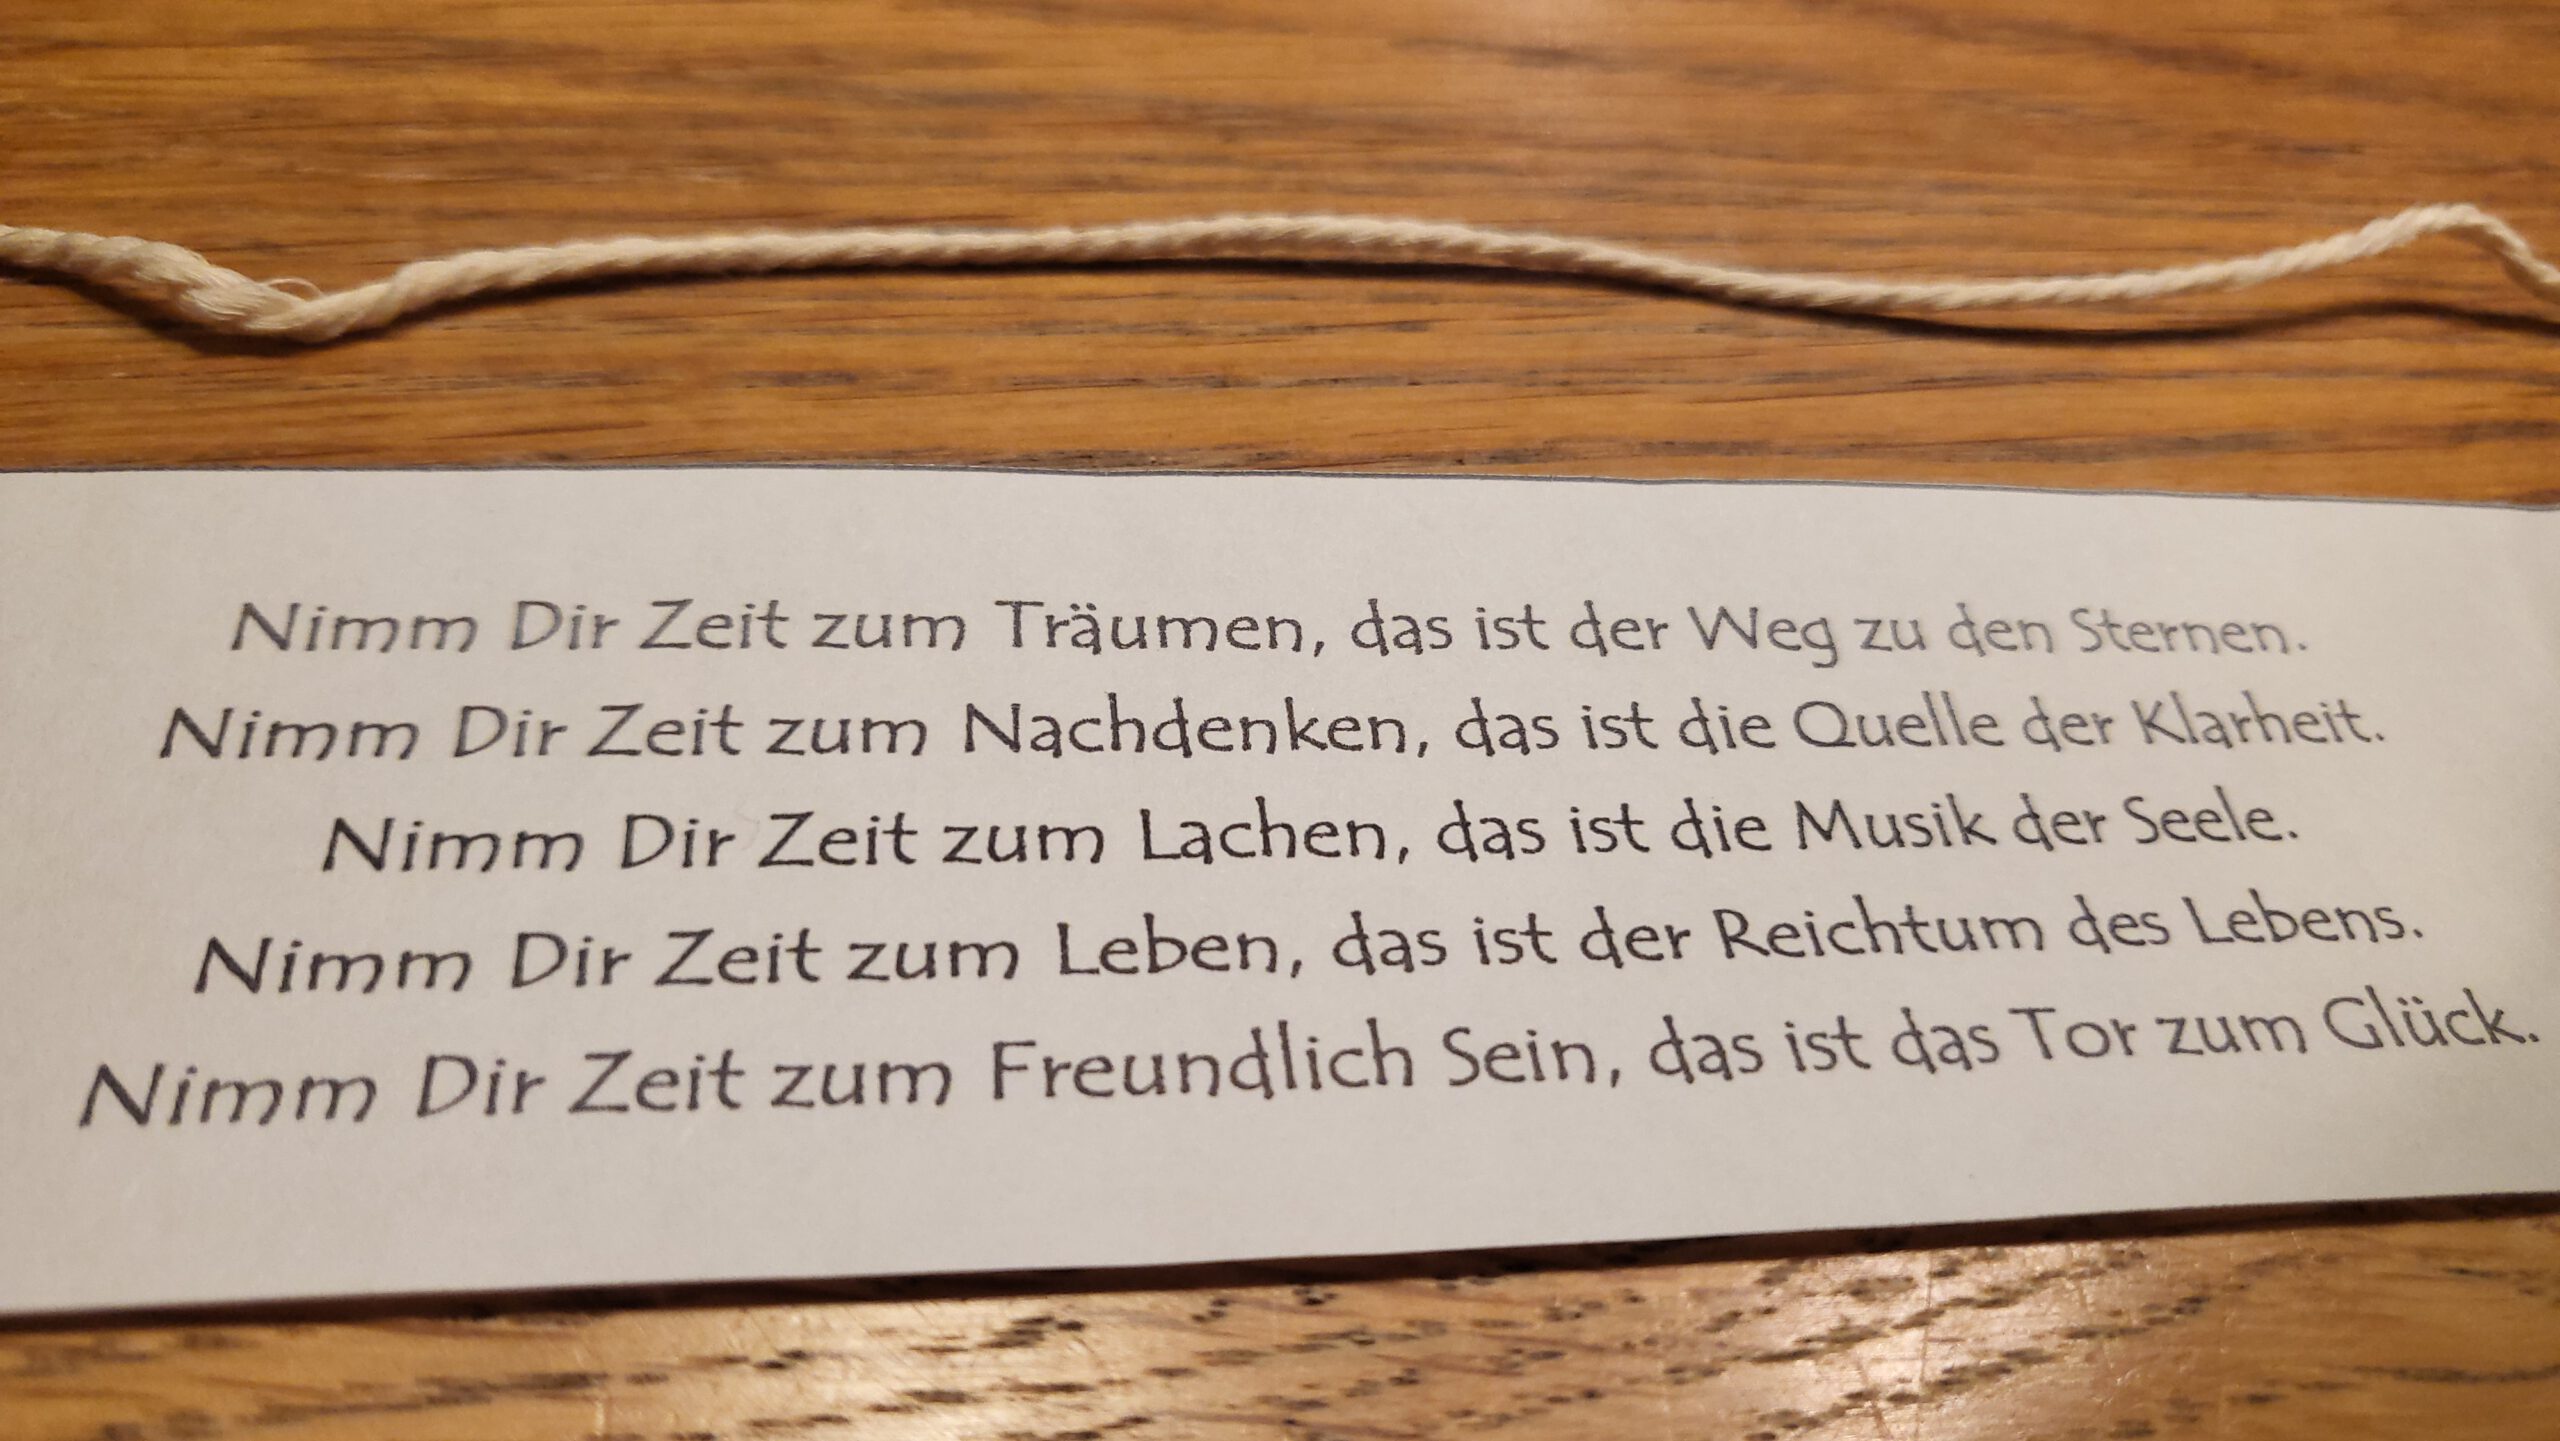 Nimm Dir Zeit zum Träumen, das ist der Weg zu den Sternen.
Nimm Dir Zeit zum Nachdenken, das ist die Quelle der Klarheit.
Nimm Dir Zeit zum Lachen, das ist die Musik der Seele.
Nimm Dir Zeit zum Leben, das ist der Reichtum des Lebens.
Nimm Dir Zeit zum Freundlich Sein, das ist das Tor zum Glück.